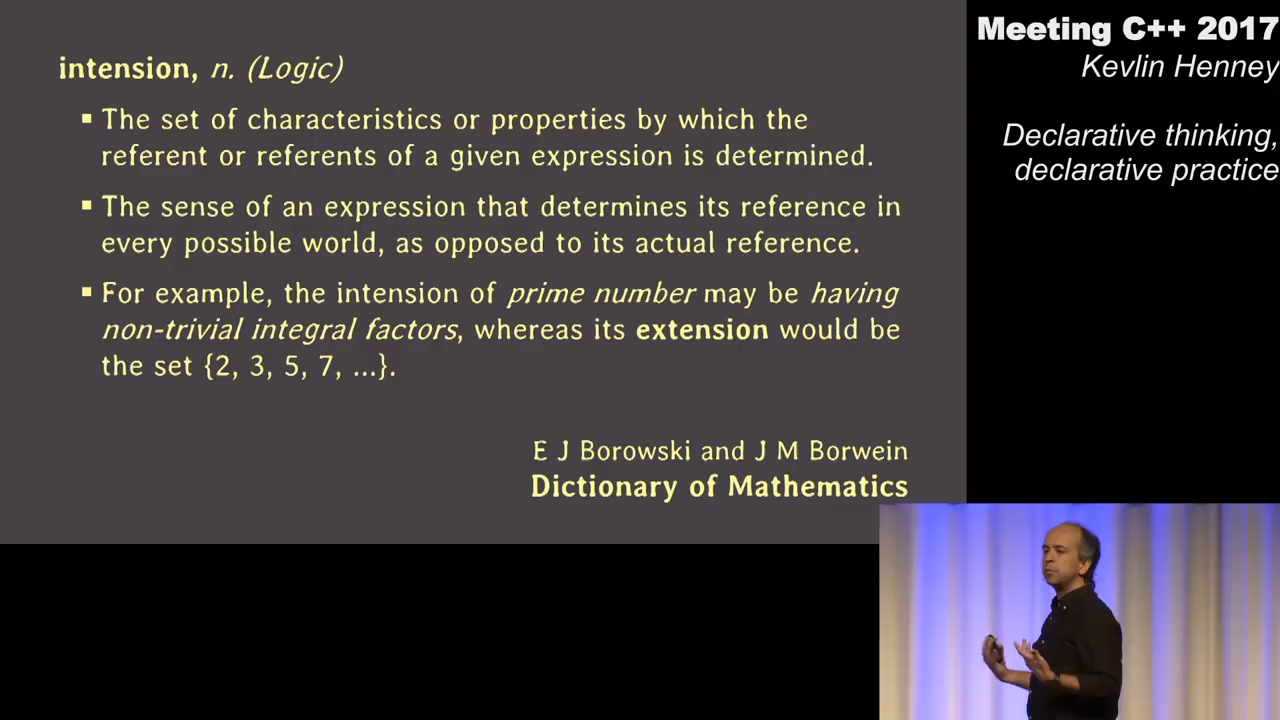 intension, n. (Logic)
▪ The set of characteristics or properties by which the
referent or referents of a given expression is determined.
▪ The sense of an expression that determines its reference in
every possible world, as opposed to its actual reference.
▪ For example, the intension of prime number may be having
non-trivial integral factors, whereas its extension would be
the set {2, 3, 5, 7, ...}.
E J Borowski and J M Borwein
Dictionary of Mathematics
Meeting C++ 2017
Kevlin Henney
Declarative thinking,
declarative practice